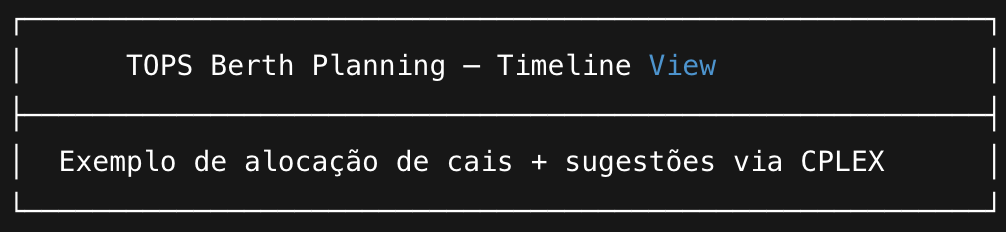 TOPS Berth Planning – Timeline View
Exemplo de alocação de cais + sugestões via CPLEX